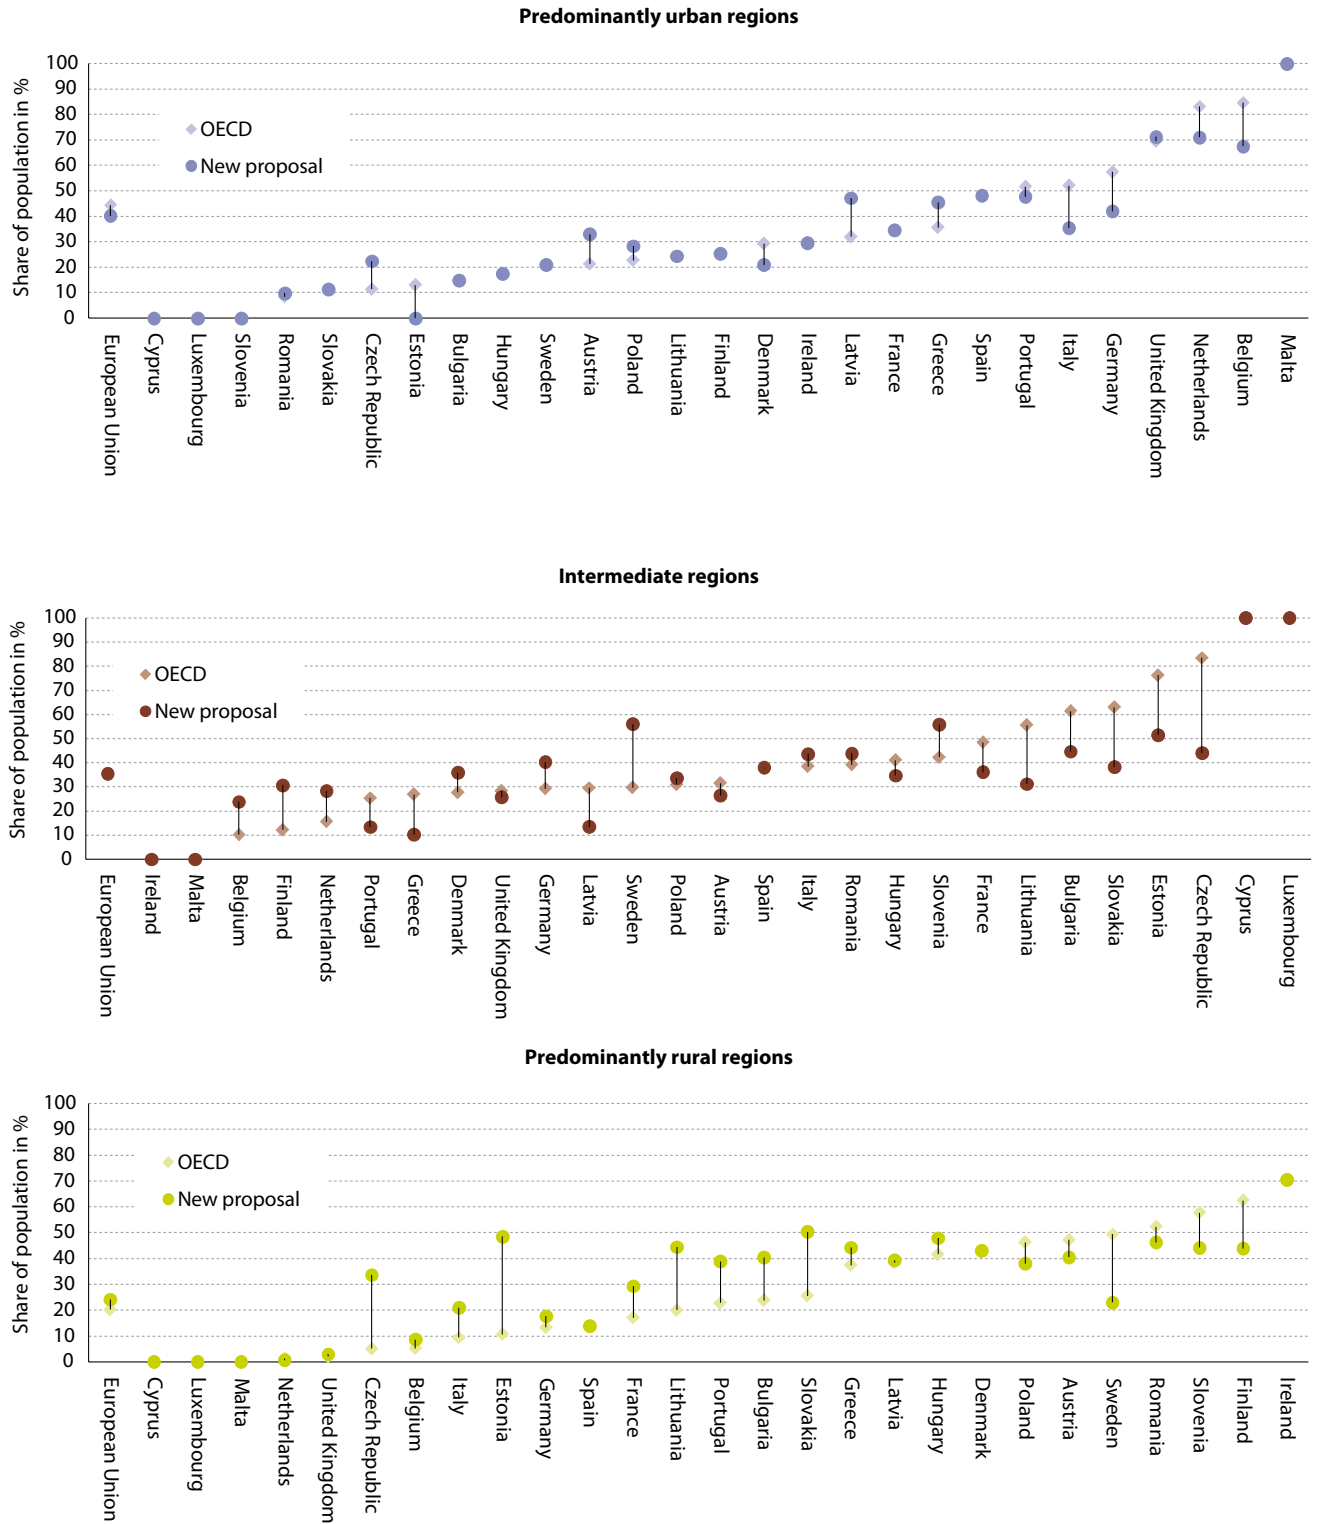 Predominantly urban regions
Share of population in %
100
90
80
70
60
50
40
30
20
10
0
OECD
New proposal
European Union
Cyprus
Luxembourg
Slovenia
Romania
Slovakia
Czech Republic
Estonia
Bulgaria
Hungary
Sweden
Austria
Poland
Lithuania
Finland
Denmark
Ireland
Latvia
France
Greece
Spain
Portugal
Italy
Germany
United Kingdom
Netherlands
Belgium
Malta
Intermediate regions
Share of population in %
100
90
80
70
60
50
40
30
20
10
0
OECD
New proposal
European Union
Ireland
Malta
Belgium
Finland
Netherlands
Portugal
Greece
Denmark
United Kingdom
Germany
Latvia
Sweden
Poland
Austria
Spain
Italy
Romania
Hungary
Slovenia
France
Lithuania
Bulgaria
Slovakia
Estonia
Czech Republic
Cyprus
Luxembourg
Predominantly rural regions
Share of population in %
100
90
80
70
60
50
40
30
20
10
0
OECD
New proposal
European Union
Cyprus
Luxembourg
Malta
Netherlands
United Kingdom
Czech Republic
Belgium
Italy
Estonia
Germany
Spain
France
Lithuania
Portugal
Bulgaria
Slovakia
Greece
Latvia
Hungary
Denmark
Poland
Austria
Sweden
Romania
Slovenia
Finland
Ireland